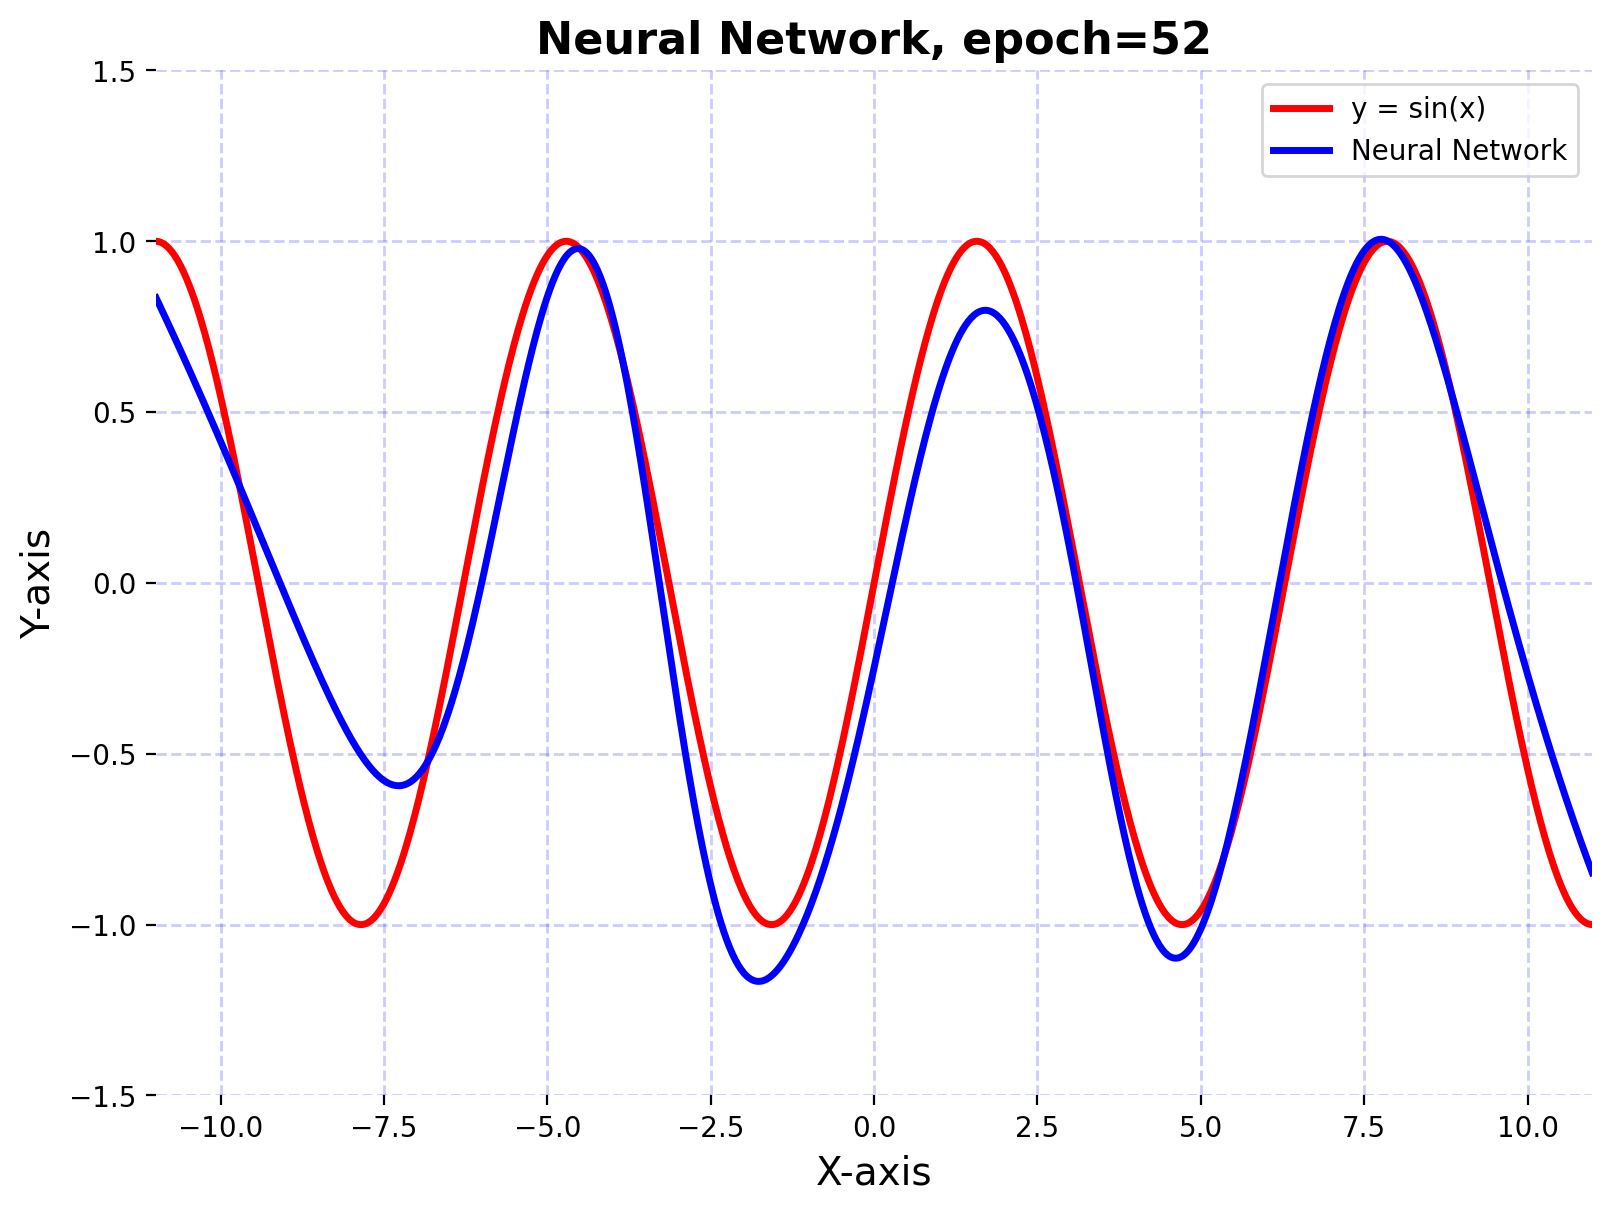 Neural Network, epoch=52
y = sin(x)
Neural Network
Y-axis
1.5
1.0
0.5
0.0
−0.5
−1.0
−1.5
−10.0 −7.5 −5.0 −2.5 0.0 2.5 5.0 7.5 10.0
X-axis